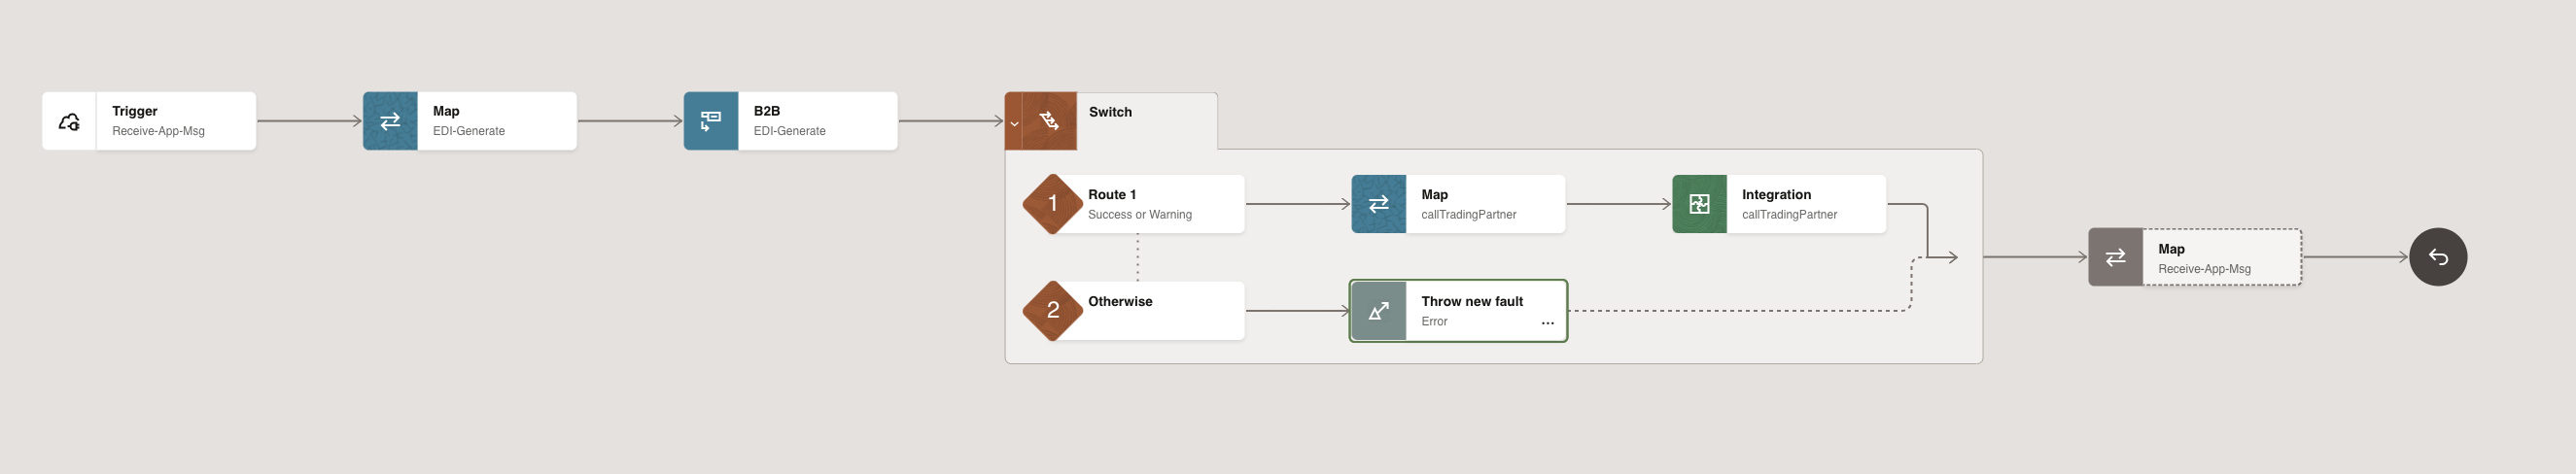 Trigger
Receive-App-Msg
Map
EDI-Generate
B2B
EDI-Generate
Switch
1
Route 1
Success or Warning
Map
callTradingPartner
Integration
callTradingPartner
2
Otherwise
Throw new fault
Error
...
Map
Receive-App-Msg